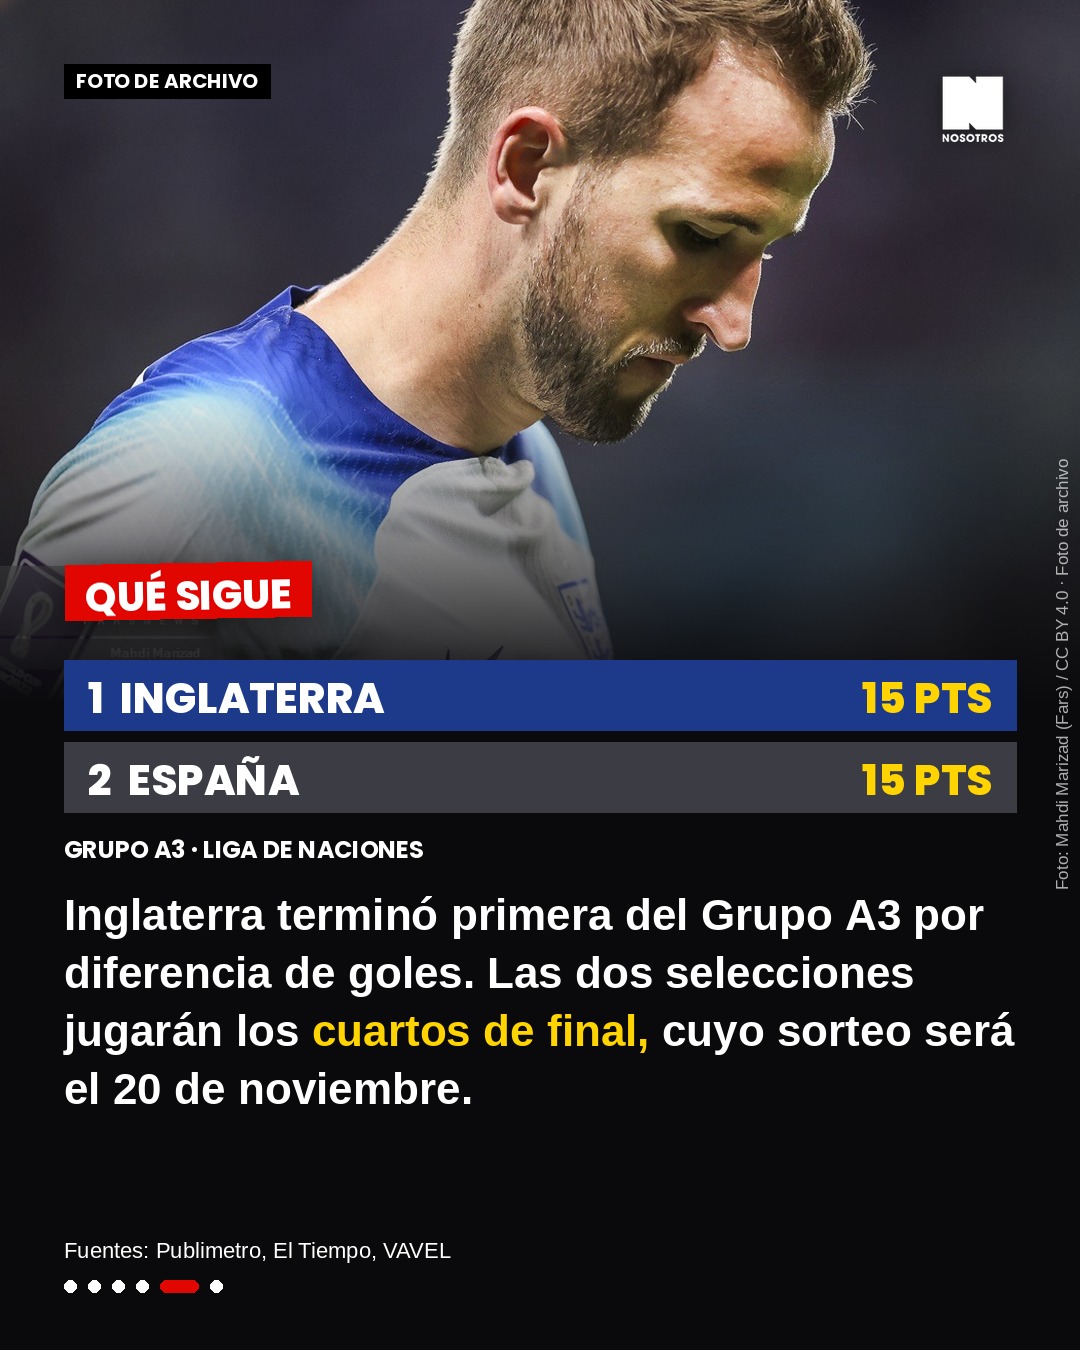 FOTO DE ARCHIVO
NOSOTROS
QUÉ SIGUE
Mahdi Marizad
1 INGLATERRA 15 PTS
2 ESPAÑA 15 PTS
GRUPO A3 · LIGA DE NACIONES
Inglaterra terminó primera del Grupo A3 por
diferencia de goles. Las dos selecciones
jugarán los cuartos de final, cuyo sorteo será
el 20 de noviembre.
Fuentes: Publimetro, El Tiempo, VAVEL
Foto: Mahdi Marizad (Fars) / CC BY 4.0 · Foto de archivo